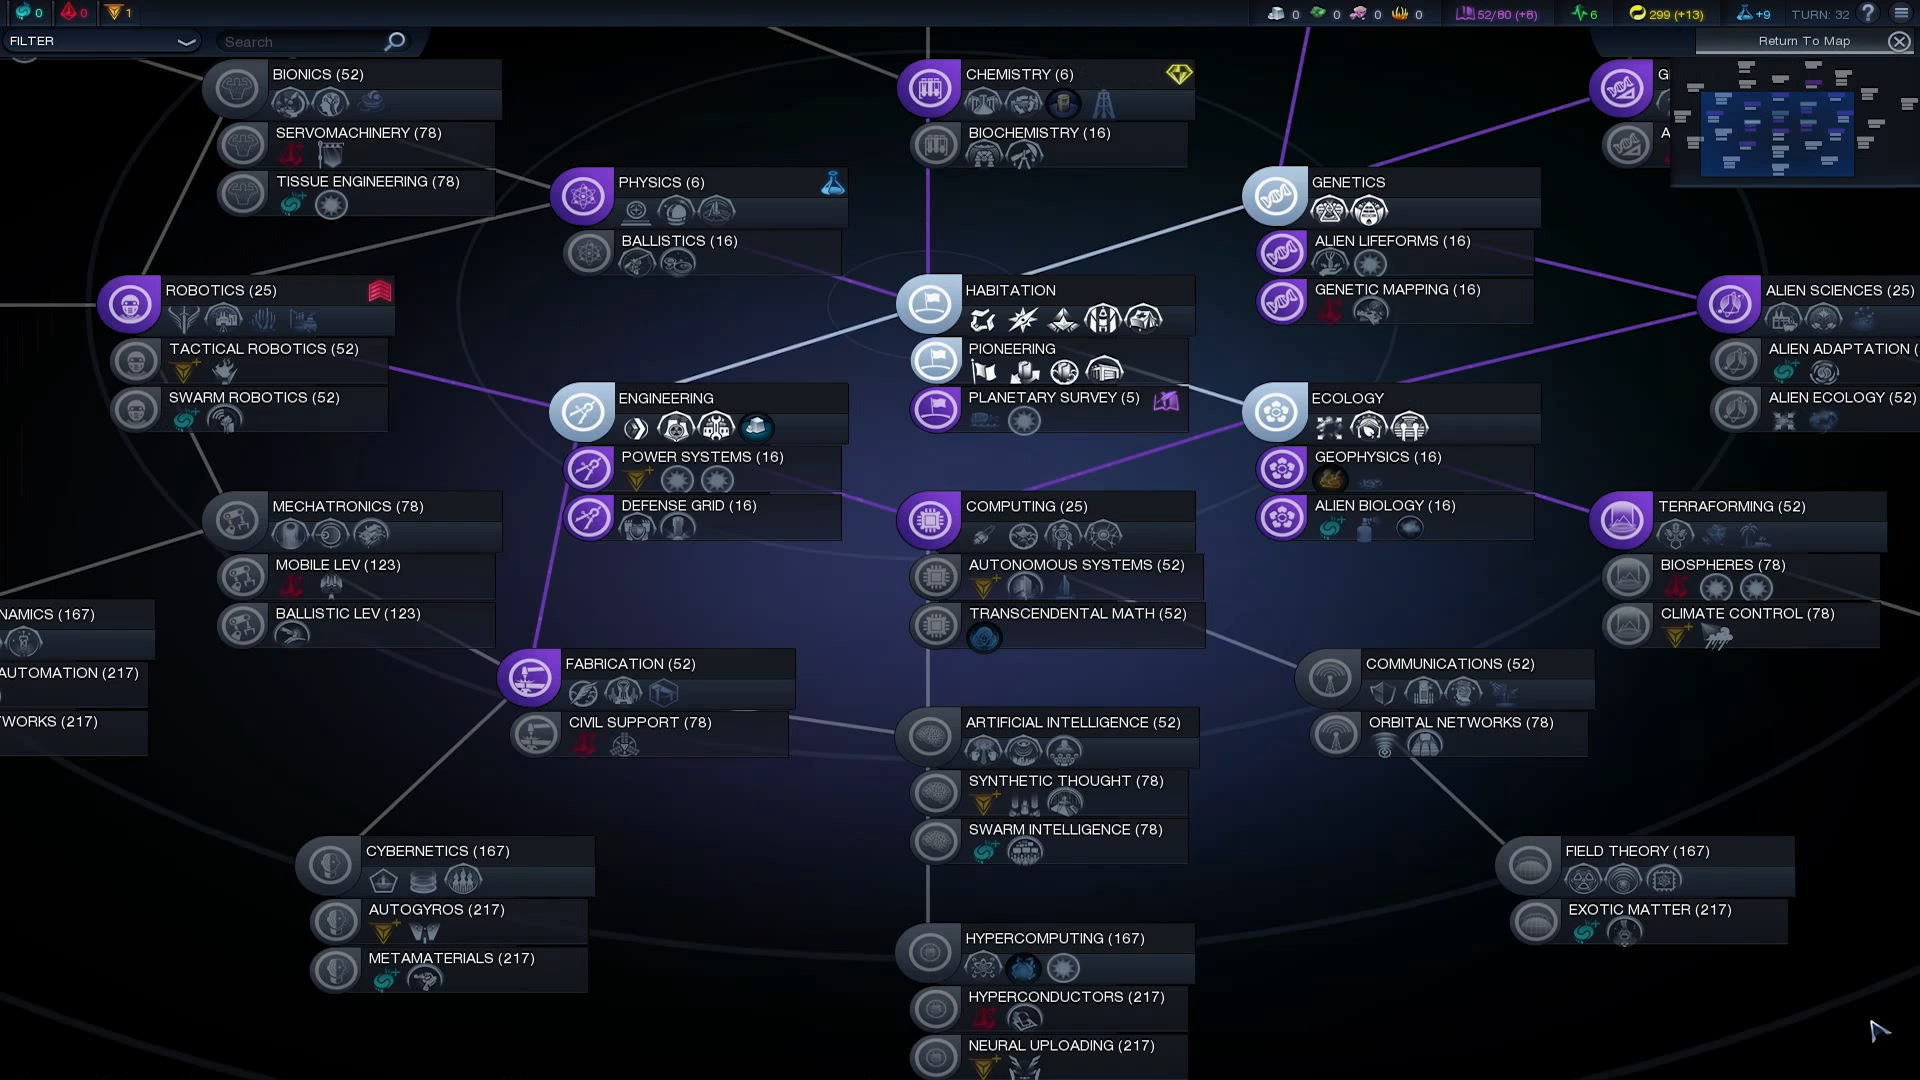 0 0 1
0 0 0 0 52/80 (+8) 6 299 (+13) +9 TURN: 32 ?
FILTER
Search
Return To Map
BIONICS (52)
SERVOMACHINERY (78)
TISSUE ENGINEERING (78)
CHEMISTRY (6)
BIOCHEMISTRY (16)
G
A
PHYSICS (6)
BALLISTICS (16)
GENETICS
ALIEN LIFEFORMS (16)
GENETIC MAPPING (16)
ROBOTICS (25)
TACTICAL ROBOTICS (52)
SWARM ROBOTICS (52)
HABITATION
PIONEERING
PLANETARY SURVEY (5)
ALIEN SCIENCES (25)
ALIEN ADAPTATION (
ALIEN ECOLOGY (52)
ENGINEERING
POWER SYSTEMS (16)
DEFENSE GRID (16)
ECOLOGY
GEOPHYSICS (16)
ALIEN BIOLOGY (16)
MECHATRONICS (78)
MOBILE LEV (123)
BALLISTIC LEV (123)
COMPUTING (25)
AUTONOMOUS SYSTEMS (52)
TRANSCENDENTAL MATH (52)
TERRAFORMING (52)
BIOSPHERES (78)
CLIMATE CONTROL (78)
NAMICS (167)
AUTOMATION (217)
WORKS (217)
FABRICATION (52)
CIVIL SUPPORT (78)
COMMUNICATIONS (52)
ORBITAL NETWORKS (78)
ARTIFICIAL INTELLIGENCE (52)
SYNTHETIC THOUGHT (78)
SWARM INTELLIGENCE (78)
CYBERNETICS (167)
AUTOGYROS (217)
METAMATERIALS (217)
FIELD THEORY (167)
EXOTIC MATTER (217)
HYPERCOMPUTING (167)
HYPERCONDUCTORS (217)
NEURAL UPLOADING (217)